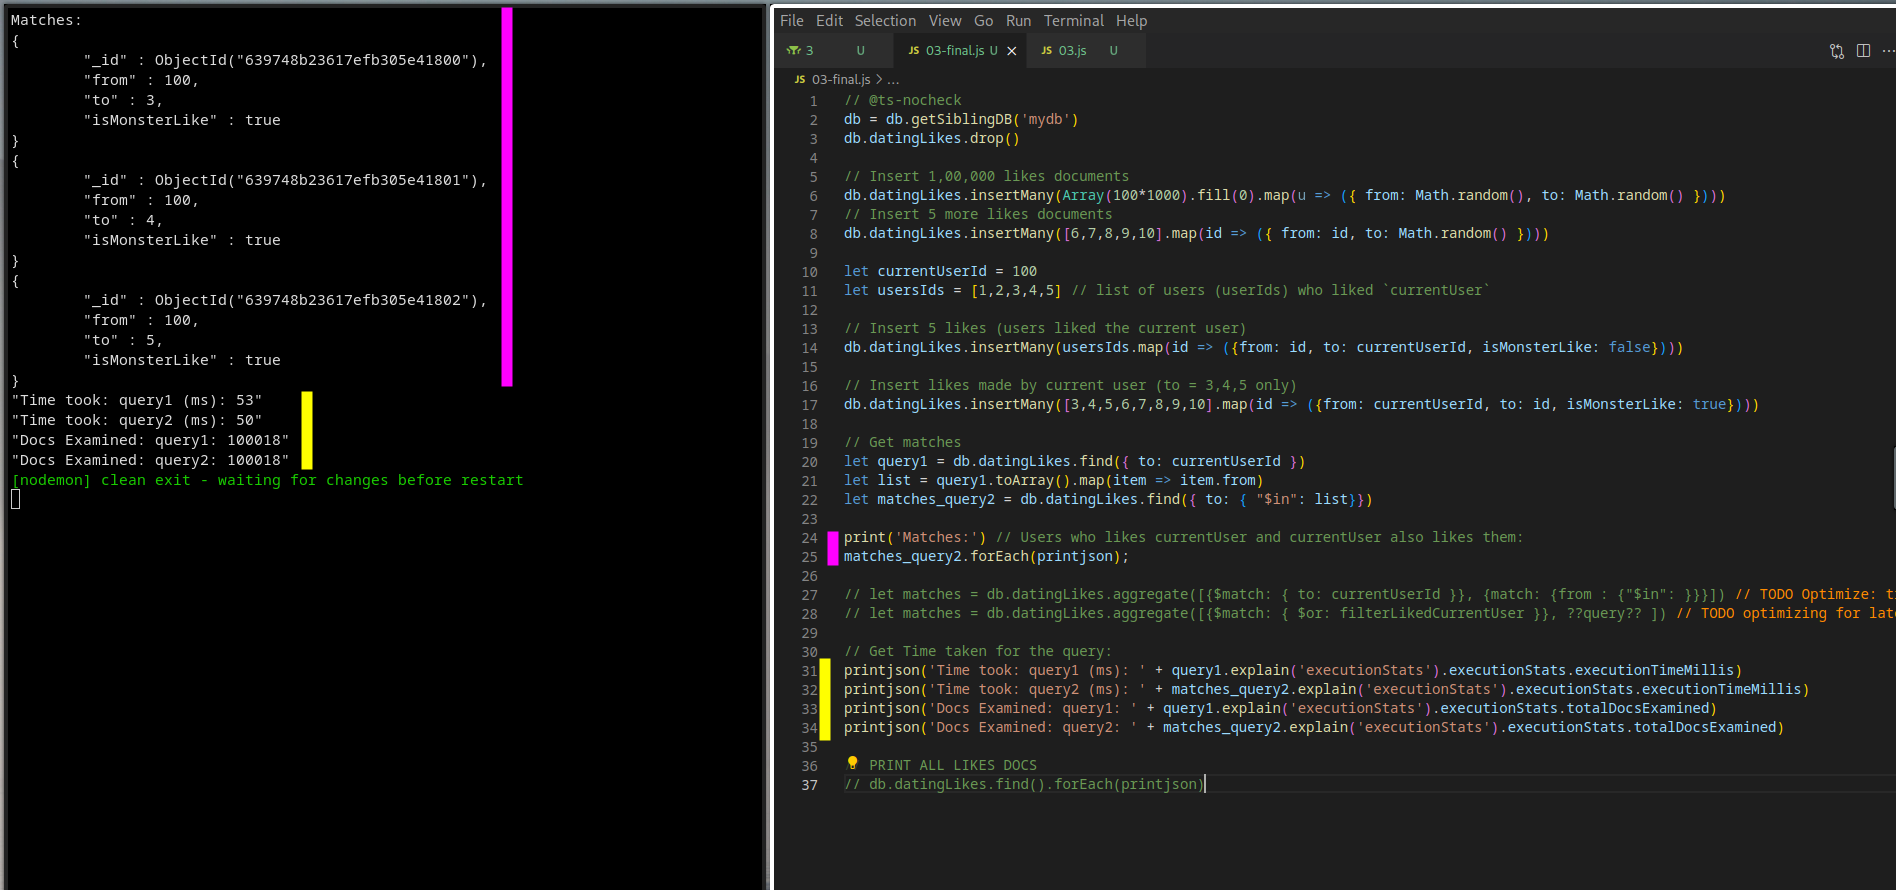 Matches:
{
"_id" : ObjectId("639748b23617efb305e41800"),
"from" : 100,
"to" : 3,
"isMonsterLike" : true
}
{
"_id" : ObjectId("639748b23617efb305e41801"),
"from" : 100,
"to" : 4,
"isMonsterLike" : true
}
{
"_id" : ObjectId("639748b23617efb305e41802"),
"from" : 100,
"to" : 5,
"isMonsterLike" : true
}
"Time took: query1 (ms): 53"
"Time took: query2 (ms): 50"
"Docs Examined: query1: 100018"
"Docs Examined: query2: 100018"
[nodemon] clean exit - waiting for changes before restart
File Edit Selection View Go Run Terminal Help
3 U JS 03-final.js U JS 03.js U
JS 03-final.js > ...
1 // @ts-nocheck
2 db = db.getSiblingDB('mydb')
3 db.datingLikes.drop()
4
5 // Insert 1,00,000 likes documents
6 db.datingLikes.insertMany(Array(100*1000).fill(0).map(u => ({ from: Math.random(), to: Math.random() })))
7 // Insert 5 more likes documents
8 db.datingLikes.insertMany([6,7,8,9,10].map(id => ({ from: id, to: Math.random() })))
9
10 let currentUserId = 100
11 let usersIds = [1,2,3,4,5] // list of users (userIds) who liked `currentUser`
12
13 // Insert 5 likes (users liked the current user)
14 db.datingLikes.insertMany(usersIds.map(id => ({from: id, to: currentUserId, isMonsterLike: false})))
15
16 // Insert likes made by current user (to = 3,4,5 only)
17 db.datingLikes.insertMany([3,4,5,6,7,8,9,10].map(id => ({from: currentUserId, to: id, isMonsterLike: true})))
18
19 // Get matches
20 let query1 = db.datingLikes.find({ to: currentUserId })
21 let list = query1.toArray().map(item => item.from)
22 let matches_query2 = db.datingLikes.find({ to: { "$in": list}})
23
24 print('Matches:') // Users who likes currentUser and currentUser also likes them:
25 matches_query2.forEach(printjson);
26
27 // let matches = db.datingLikes.aggregate([{$match: { to: currentUserId }}, {match: {from : {"$in": }}}]) // TODO Optimize: ti
28 // let matches = db.datingLikes.aggregate([{$match: { $or: filterLikedCurrentUser }}, ??query?? ]) // TODO optimizing for late
29
30 // Get Time taken for the query:
31 printjson('Time took: query1 (ms): ' + query1.explain('executionStats').executionStats.executionTimeMillis)
32 printjson('Time took: query2 (ms): ' + matches_query2.explain('executionStats').executionStats.executionTimeMillis)
33 printjson('Docs Examined: query1: ' + query1.explain('executionStats').executionStats.totalDocsExamined)
34 printjson('Docs Examined: query2: ' + matches_query2.explain('executionStats').executionStats.totalDocsExamined)
35
36 PRINT ALL LIKES DOCS
37 // db.datingLikes.find().forEach(printjson)